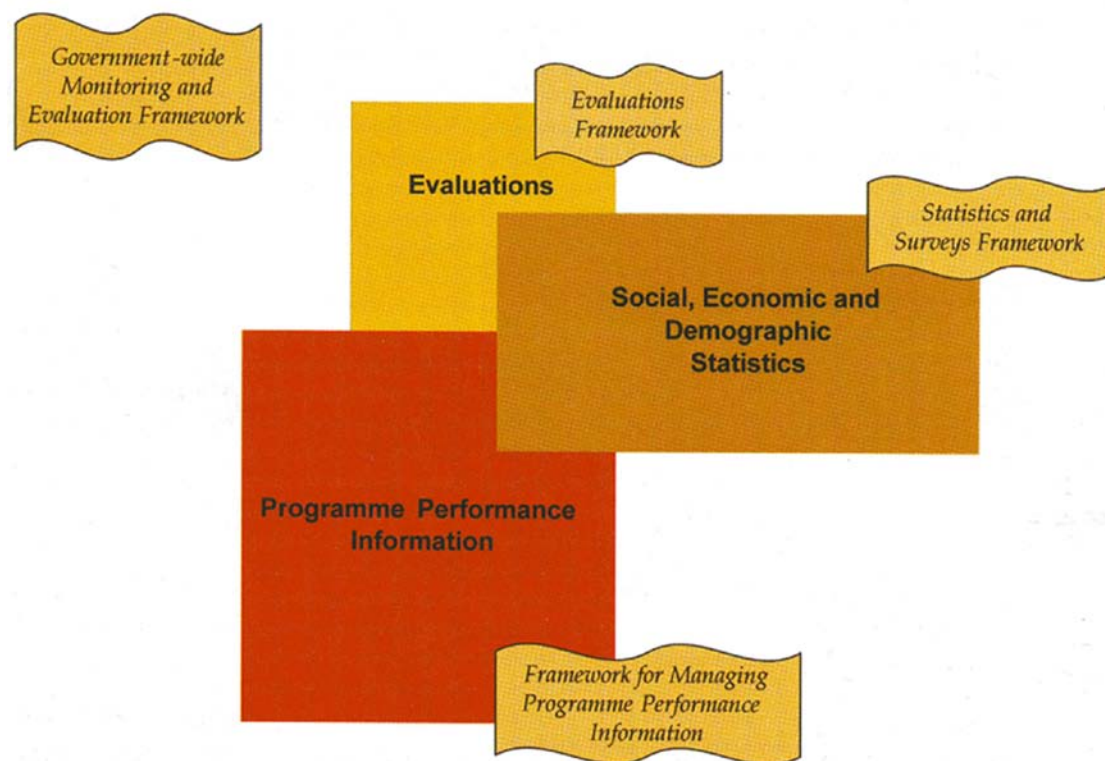 Government-wide
Monitoring and
Evaluation Framework
Evaluations
Framework
Evaluations
Statistics and
Surveys Framework
Social, Economic and
Demographic
Statistics
Programme Performance
Information
Framework for Managing
Programme Performance
Information